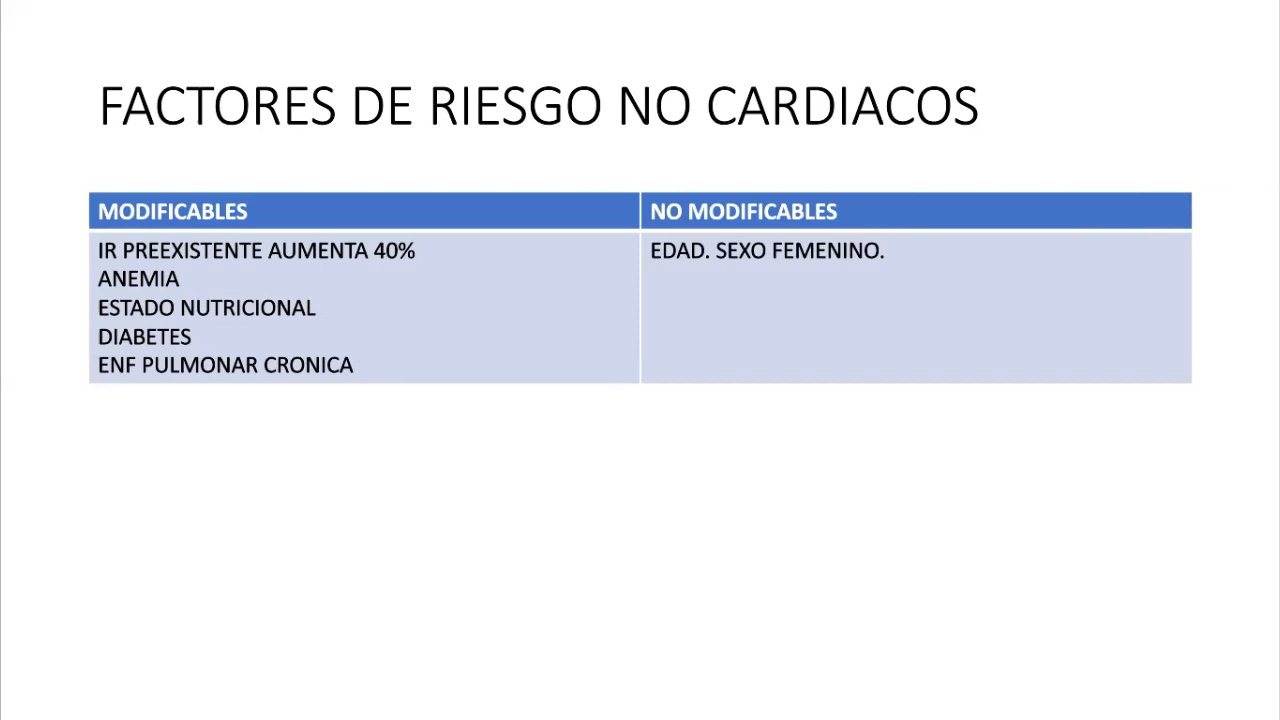 FACTORES DE RIESGO NO CARDIACOS
MODIFICABLES
NO MODIFICABLES
IR PREEXISTENTE AUMENTA 40%
ANEMIA
ESTADO NUTRICIONAL
DIABETES
ENF PULMONAR CRONICA
EDAD. SEXO FEMENINO.